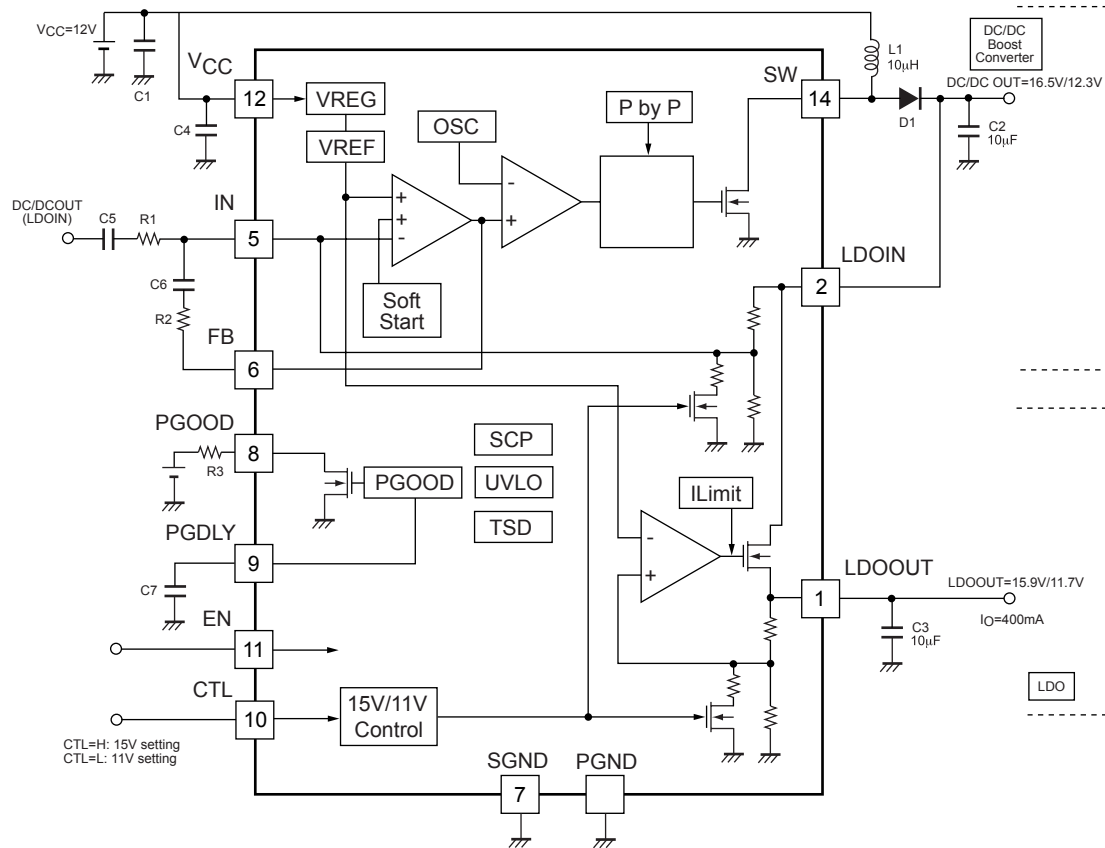 VCC=12V
C1
VCC
12
C4
VREG
VREF
OSC
P by P
SW
14
L1
10μH
D1
DC/DC
Boost
Converter
DC/DC OUT=16.5V/12.3V
C2
10μF
DC/DCOUT
(LDOIN)
C5
R1
IN
5
+
+
-
-
+
C6
R2
Soft
Start
FB
6
LDOIN
2
PGOOD
8
R3
PGOOD
SCP
UVLO
TSD
PGDLY
9
C7
ILimit
-
+
LDOOUT
1
LDOOUT=15.9V/11.7V
IO=400mA
C3
10μF
EN
11
CTL
10
CTL=H: 15V setting
CTL=L: 11V setting
15V/11V
Control
LDO
SGND
7
PGND